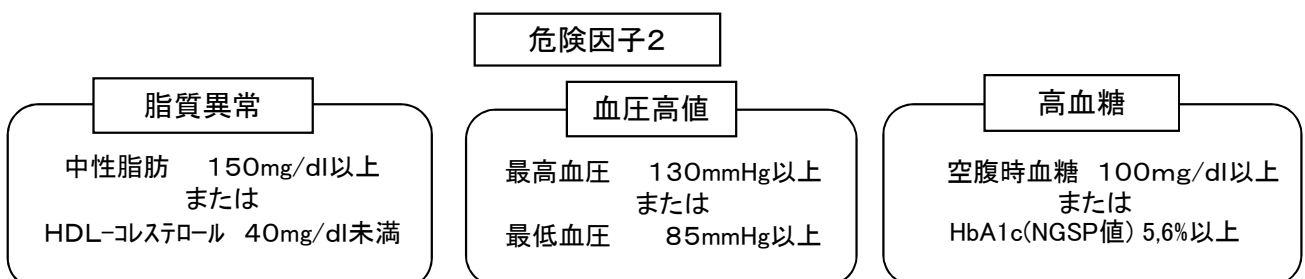 危険因子2
脂質異常
中性脂肪 150mg/dl以上
または
HDL-ｺﾚｽﾃﾛｰﾙ 40mg/dl未満
血圧高値
最高血圧 130mmHg以上
または
最低血圧 85mmHg以上
高血糖
空腹時血糖 100mg/dl以上
または
HbA1c(NGSP値) 5,6%以上